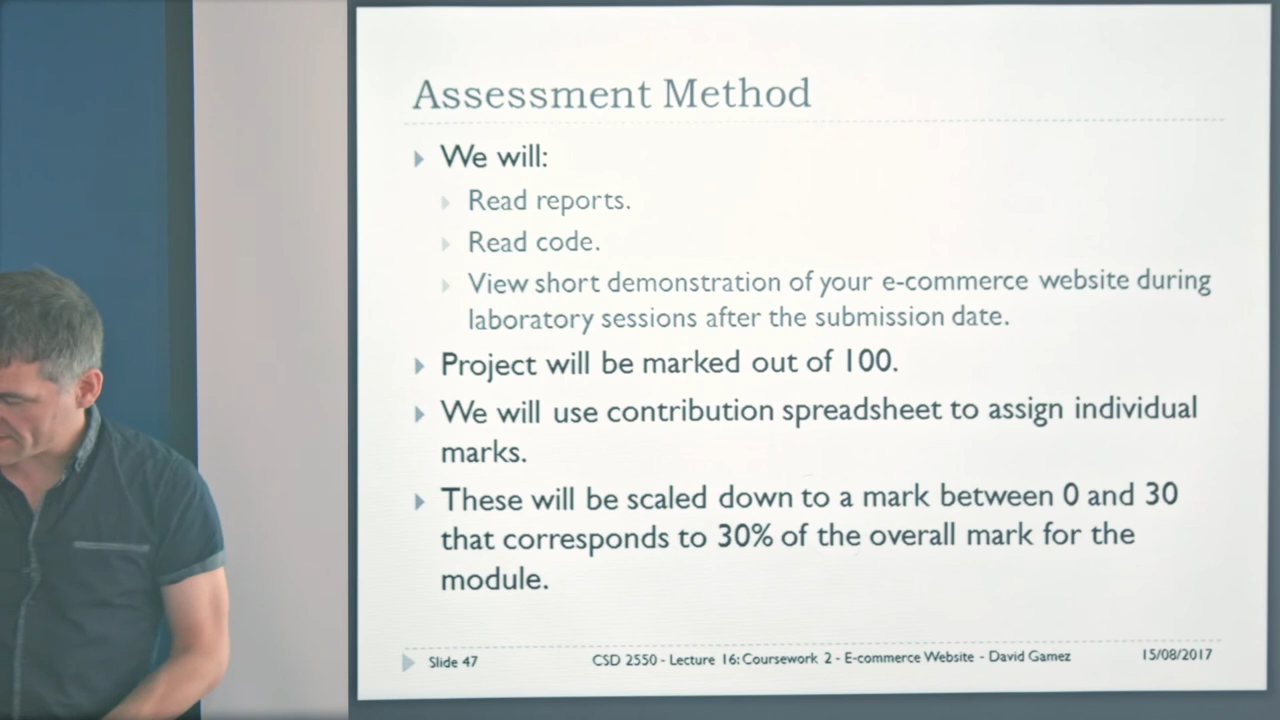 Assessment Method
We will:
Read reports.
Read code.
View short demonstration of your e-commerce website during
laboratory sessions after the submission date.
Project will be marked out of 100.
We will use contribution spreadsheet to assign individual
marks.
These will be scaled down to a mark between 0 and 30
that corresponds to 30% of the overall mark for the
module.
Slide 47
CSD 2550 - Lecture 16: Coursework 2 - E-commerce Website - David Gamez
15/08/2017